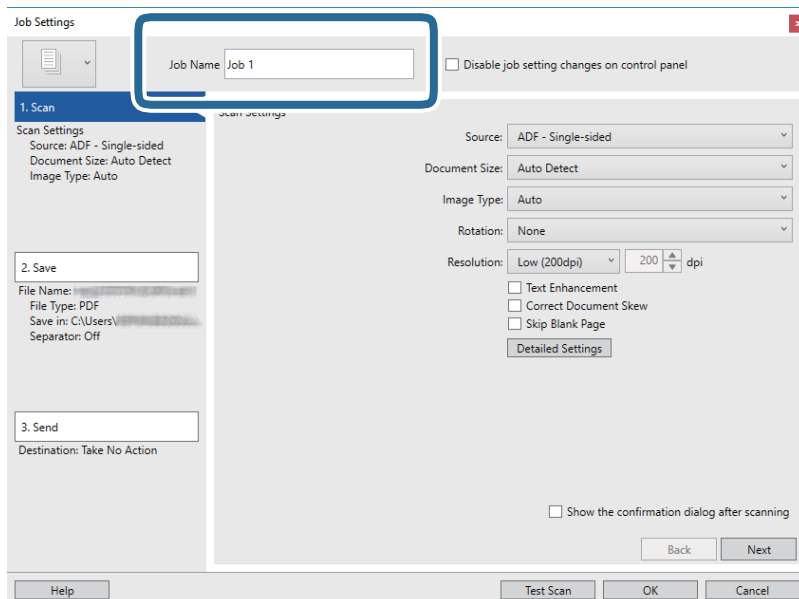 Job Settings
Job Name Job 1
Disable job setting changes on control panel
1. Scan
Scan Settings
Source: ADF - Single-sided
Document Size: Auto Detect
Image Type: Auto
2. Save
File Name:
File Type: PDF
Save in: C:\Users\
Separator: Off
3. Send
Destination: Take No Action
Scan Settings
Source: ADF - Single-sided
Document Size: Auto Detect
Image Type: Auto
Rotation: None
Resolution: Low (200dpi) 200 dpi
Text Enhancement
Correct Document Skew
Skip Blank Page
Detailed Settings
Show the confirmation dialog after scanning
Back Next
Help Test Scan OK Cancel